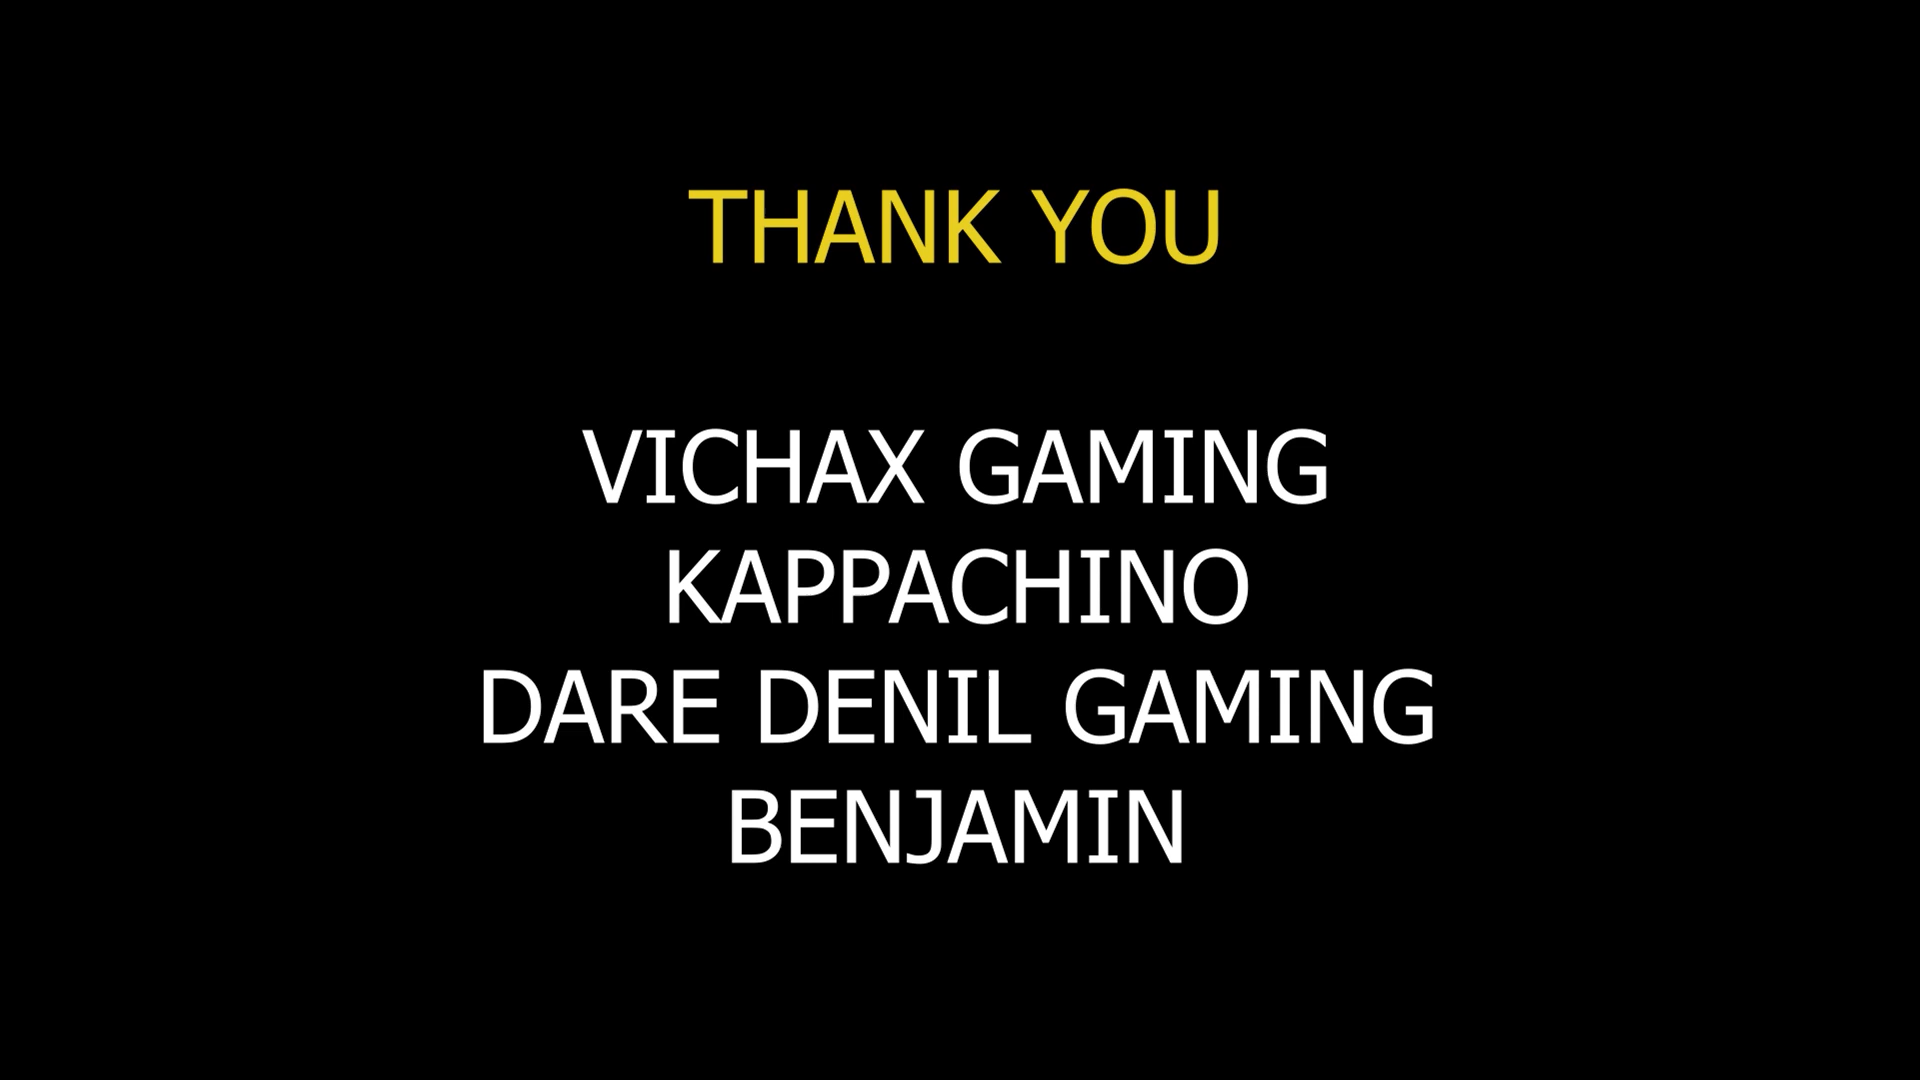 THANK YOU
VICHAX GAMING
KAPPACHINO
DARE DENIL GAMING
BENJAMIN